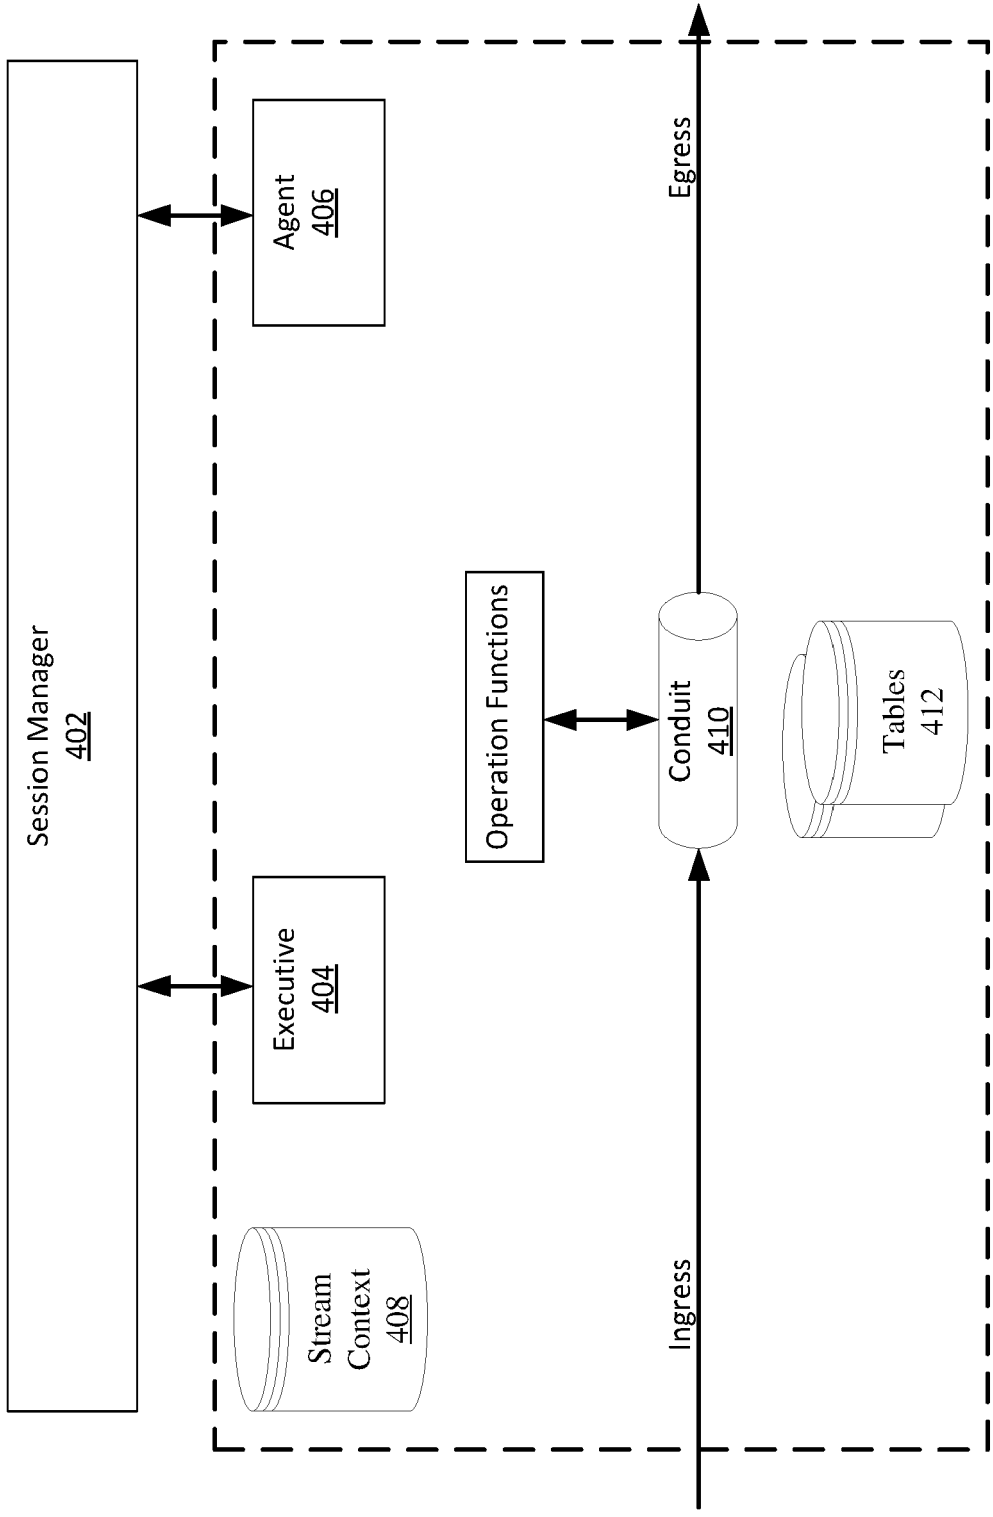 Session Manager
402
Stream
Context
408
Executive
404
Agent
406
Operation Functions
Ingress
Conduit
410
Egress
Tables
412